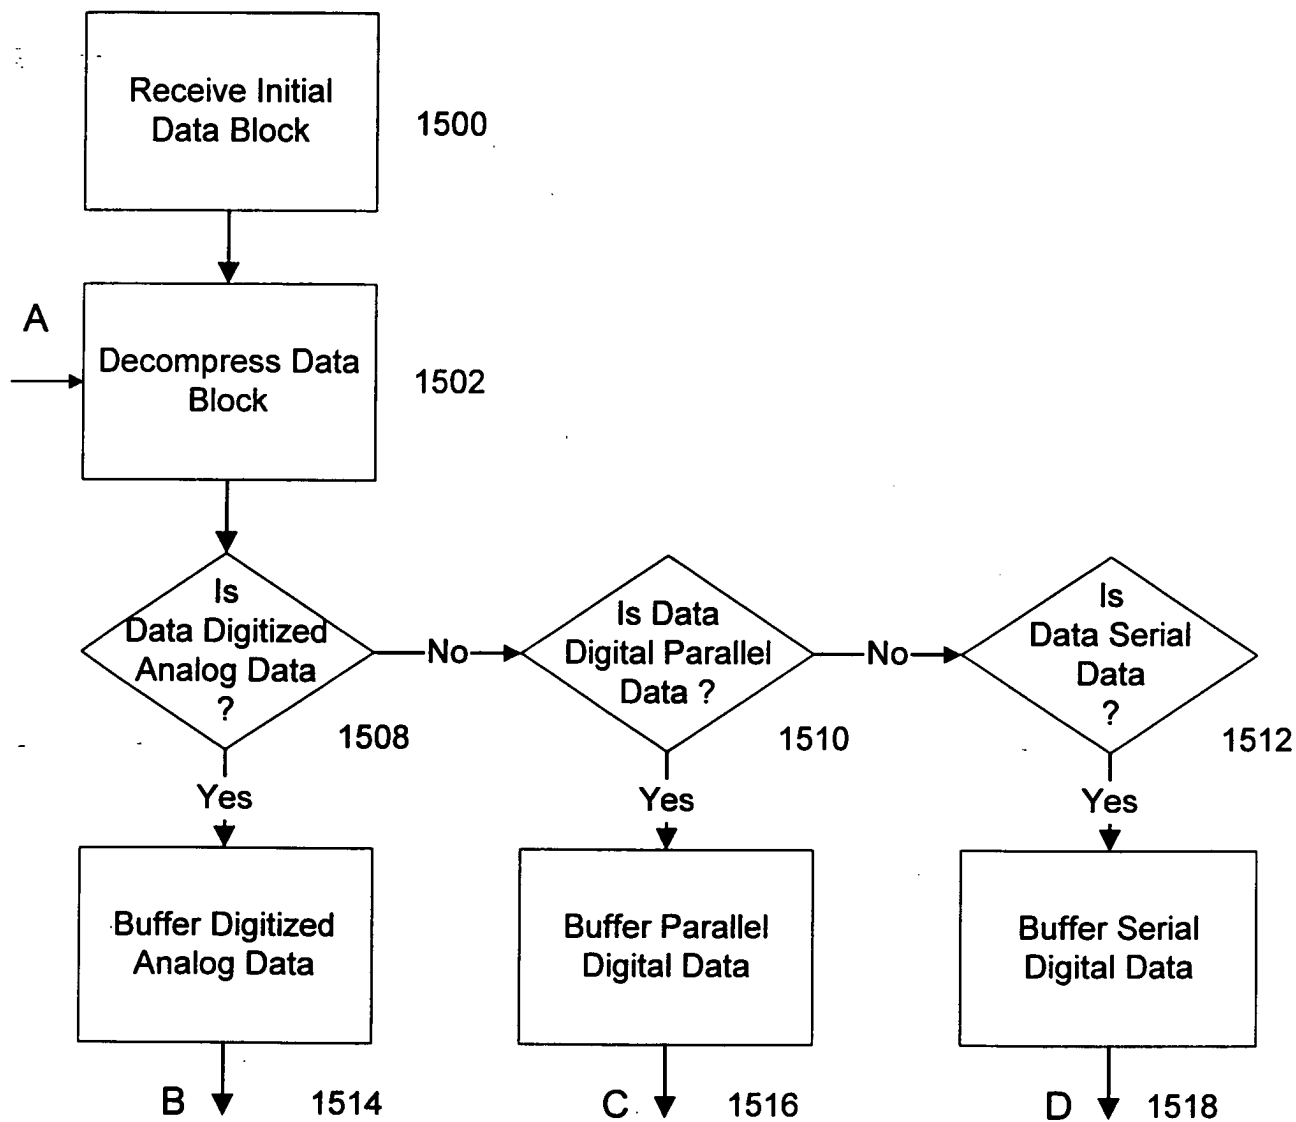 Receive Initial
Data Block
1500
A
Decompress Data
Block
1502
Is
Data Digitized
Analog Data
?
1508
No
Is Data
Digital Parallel
Data ?
1510
No
Is
Data Serial
Data
?
1512
Yes
Yes
Yes
Buffer Digitized
Analog Data
Buffer Parallel
Digital Data
Buffer Serial
Digital Data
B
1514
C
1516
D
1518